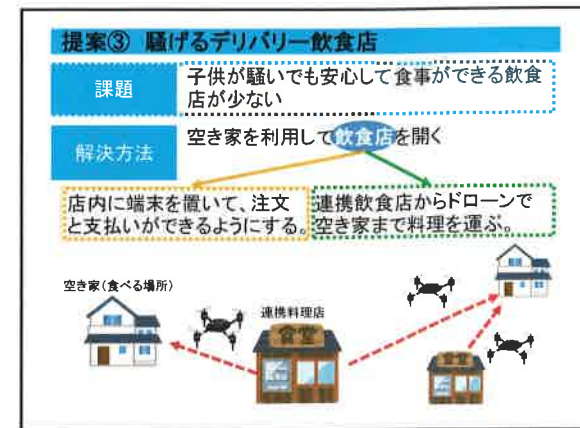 提案③ 騒げるデリバリー飲食店
課題
子供が騒いでも安心して食事ができる飲食
店が少ない
解決方法
空き家を利用して飲食店を開く
店内に端末を置いて、注文
と支払いができるようにする。
連携飲食店からドローンで
空き家まで料理を運ぶ。
空き家(食べる場所)
連携料理店
食堂
食堂